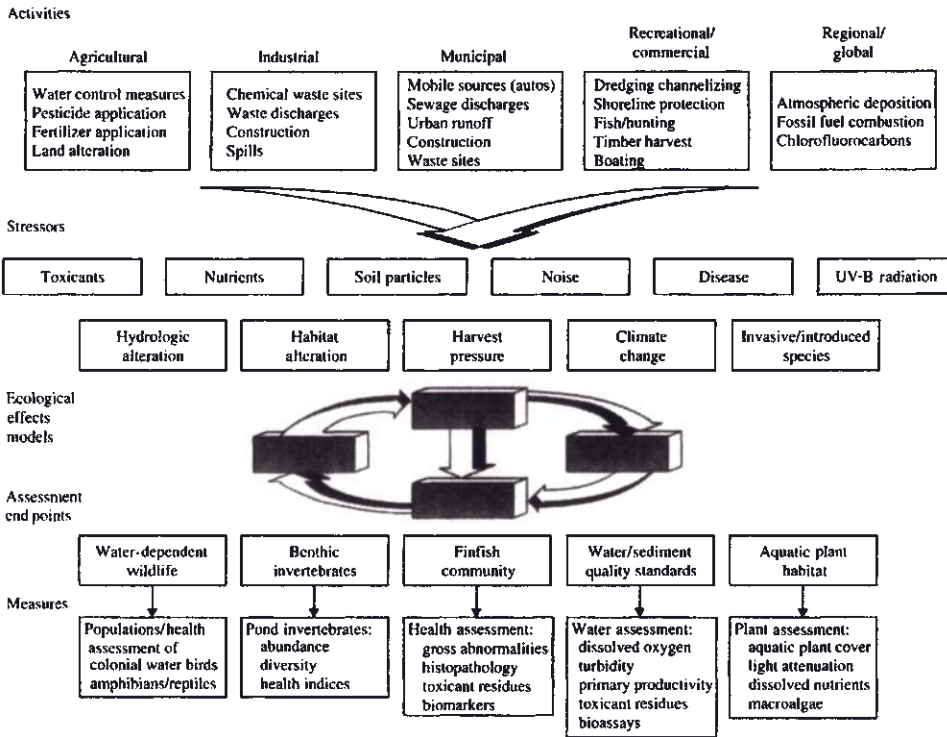 Activities
Agricultural
Industrial
Municipal
Recreational/
commercial
Regional/
global
Water control measures
Pesticide application
Fertilizer application
Land alteration
Chemical waste sites
Waste discharges
Construction
Spills
Mobile sources (autos)
Sewage discharges
Urban runoff
Construction
Waste sites
Dredging channelizing
Shoreline protection
Fish/hunting
Timber harvest
Boating
Atmospheric deposition
Fossil fuel combustion
Chlorofluorocarbons
Stressors
Toxicants
Nutrients
Soil particles
Noise
Disease
UV-B radiation
Hydrologic
alteration
Habitat
alteration
Harvest
pressure
Climate
change
Invasive/introduced
species
Ecological
effects
models
Assessment
end points
Water-dependent
wildlife
Benthic
invertebrates
Finfish
community
Water/sediment
quality standards
Aquatic plant
habitat
Measures
Populations/health
assessment of
colonial water birds
amphibians/reptiles
Pond invertebrates:
abundance
diversity
health indices
Health assessment:
gross abnormalities
histopathology
toxicant residues
biomarkers
Water assessment:
dissolved oxygen
turbidity
primary productivity
toxicant residues
bioassays
Plant assessment:
aquatic plant cover
light attenuation
dissolved nutrients
macroalgae